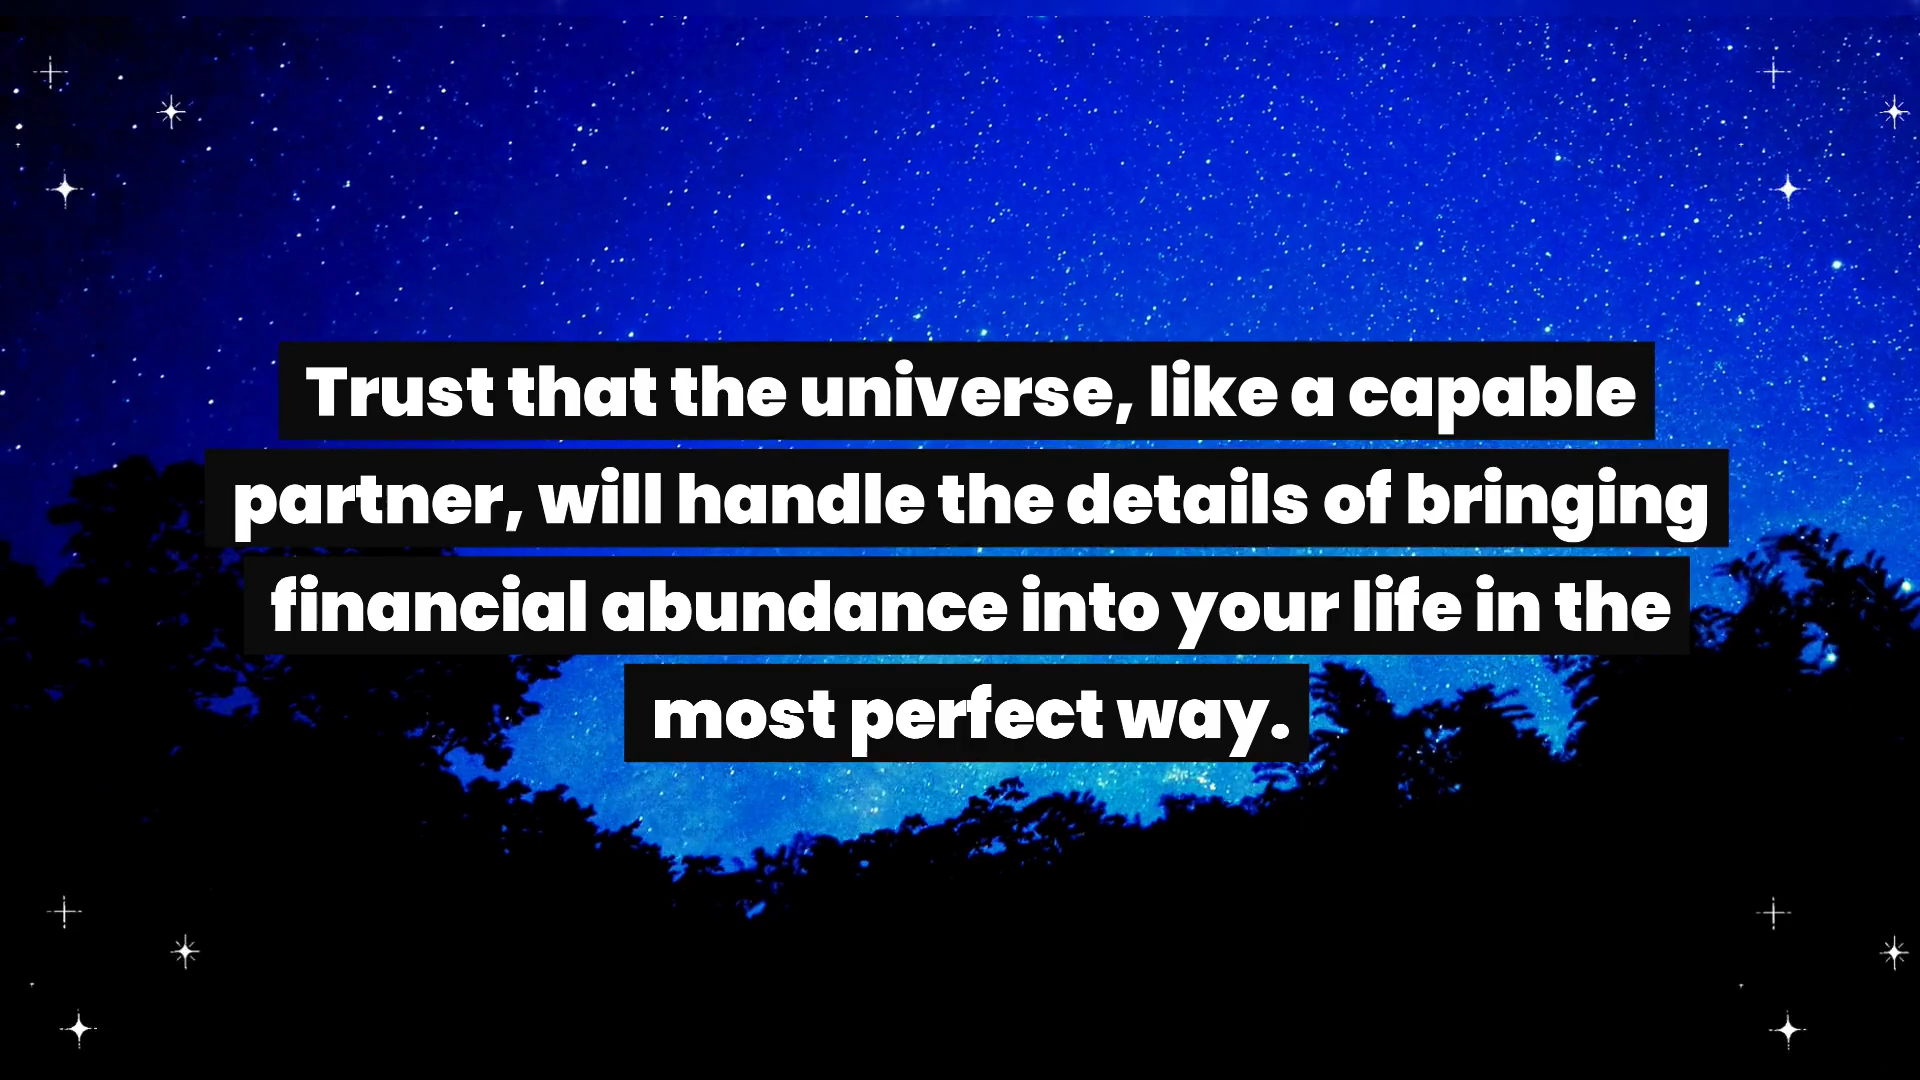 Trust that the universe, like a capable
partner, will handle the details of bringing
financial abundance into your life in the
most perfect way.